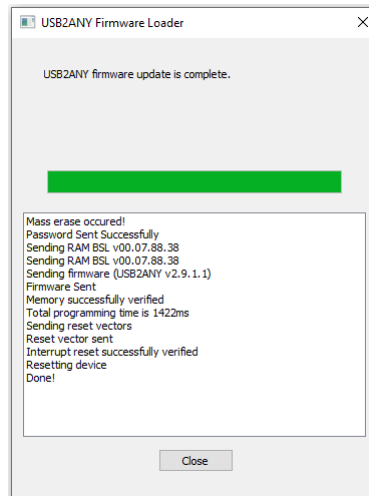 USB2ANY Firmware Loader
USB2ANY firmware update is complete.
Mass erase occured!
Password Sent Successfully
Sending RAM BSL v00.07.88.38
Sending RAM BSL v00.07.88.38
Sending firmware (USB2ANY v2.9.1.1)
Firmware Sent
Memory successfully verified
Total programming time is 1422ms
Sending reset vectors
Reset vector sent
Interrupt reset successfully verified
Resetting device
Done!
Close